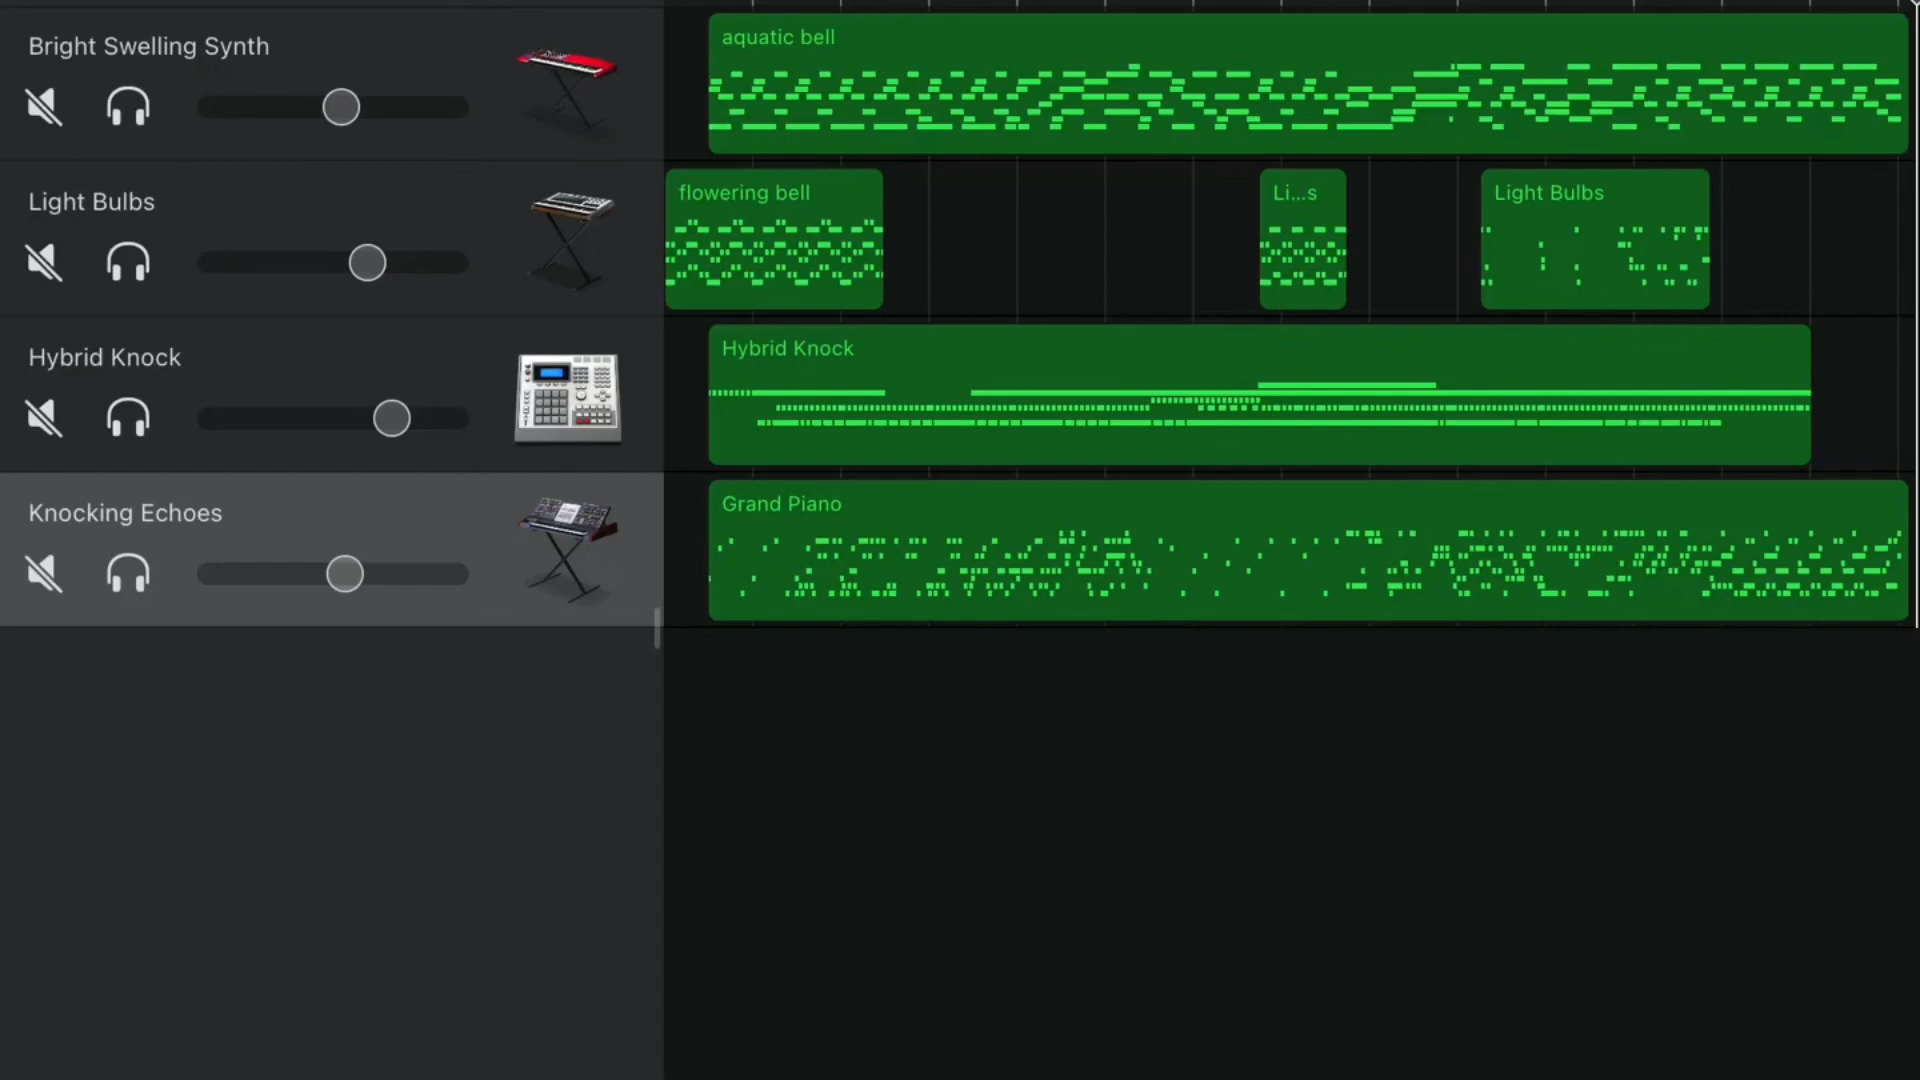 Bright Swelling Synth
aquatic bell
Light Bulbs
flowering bell
Li...s
Light Bulbs
Hybrid Knock
Hybrid Knock
Knocking Echoes
Grand Piano